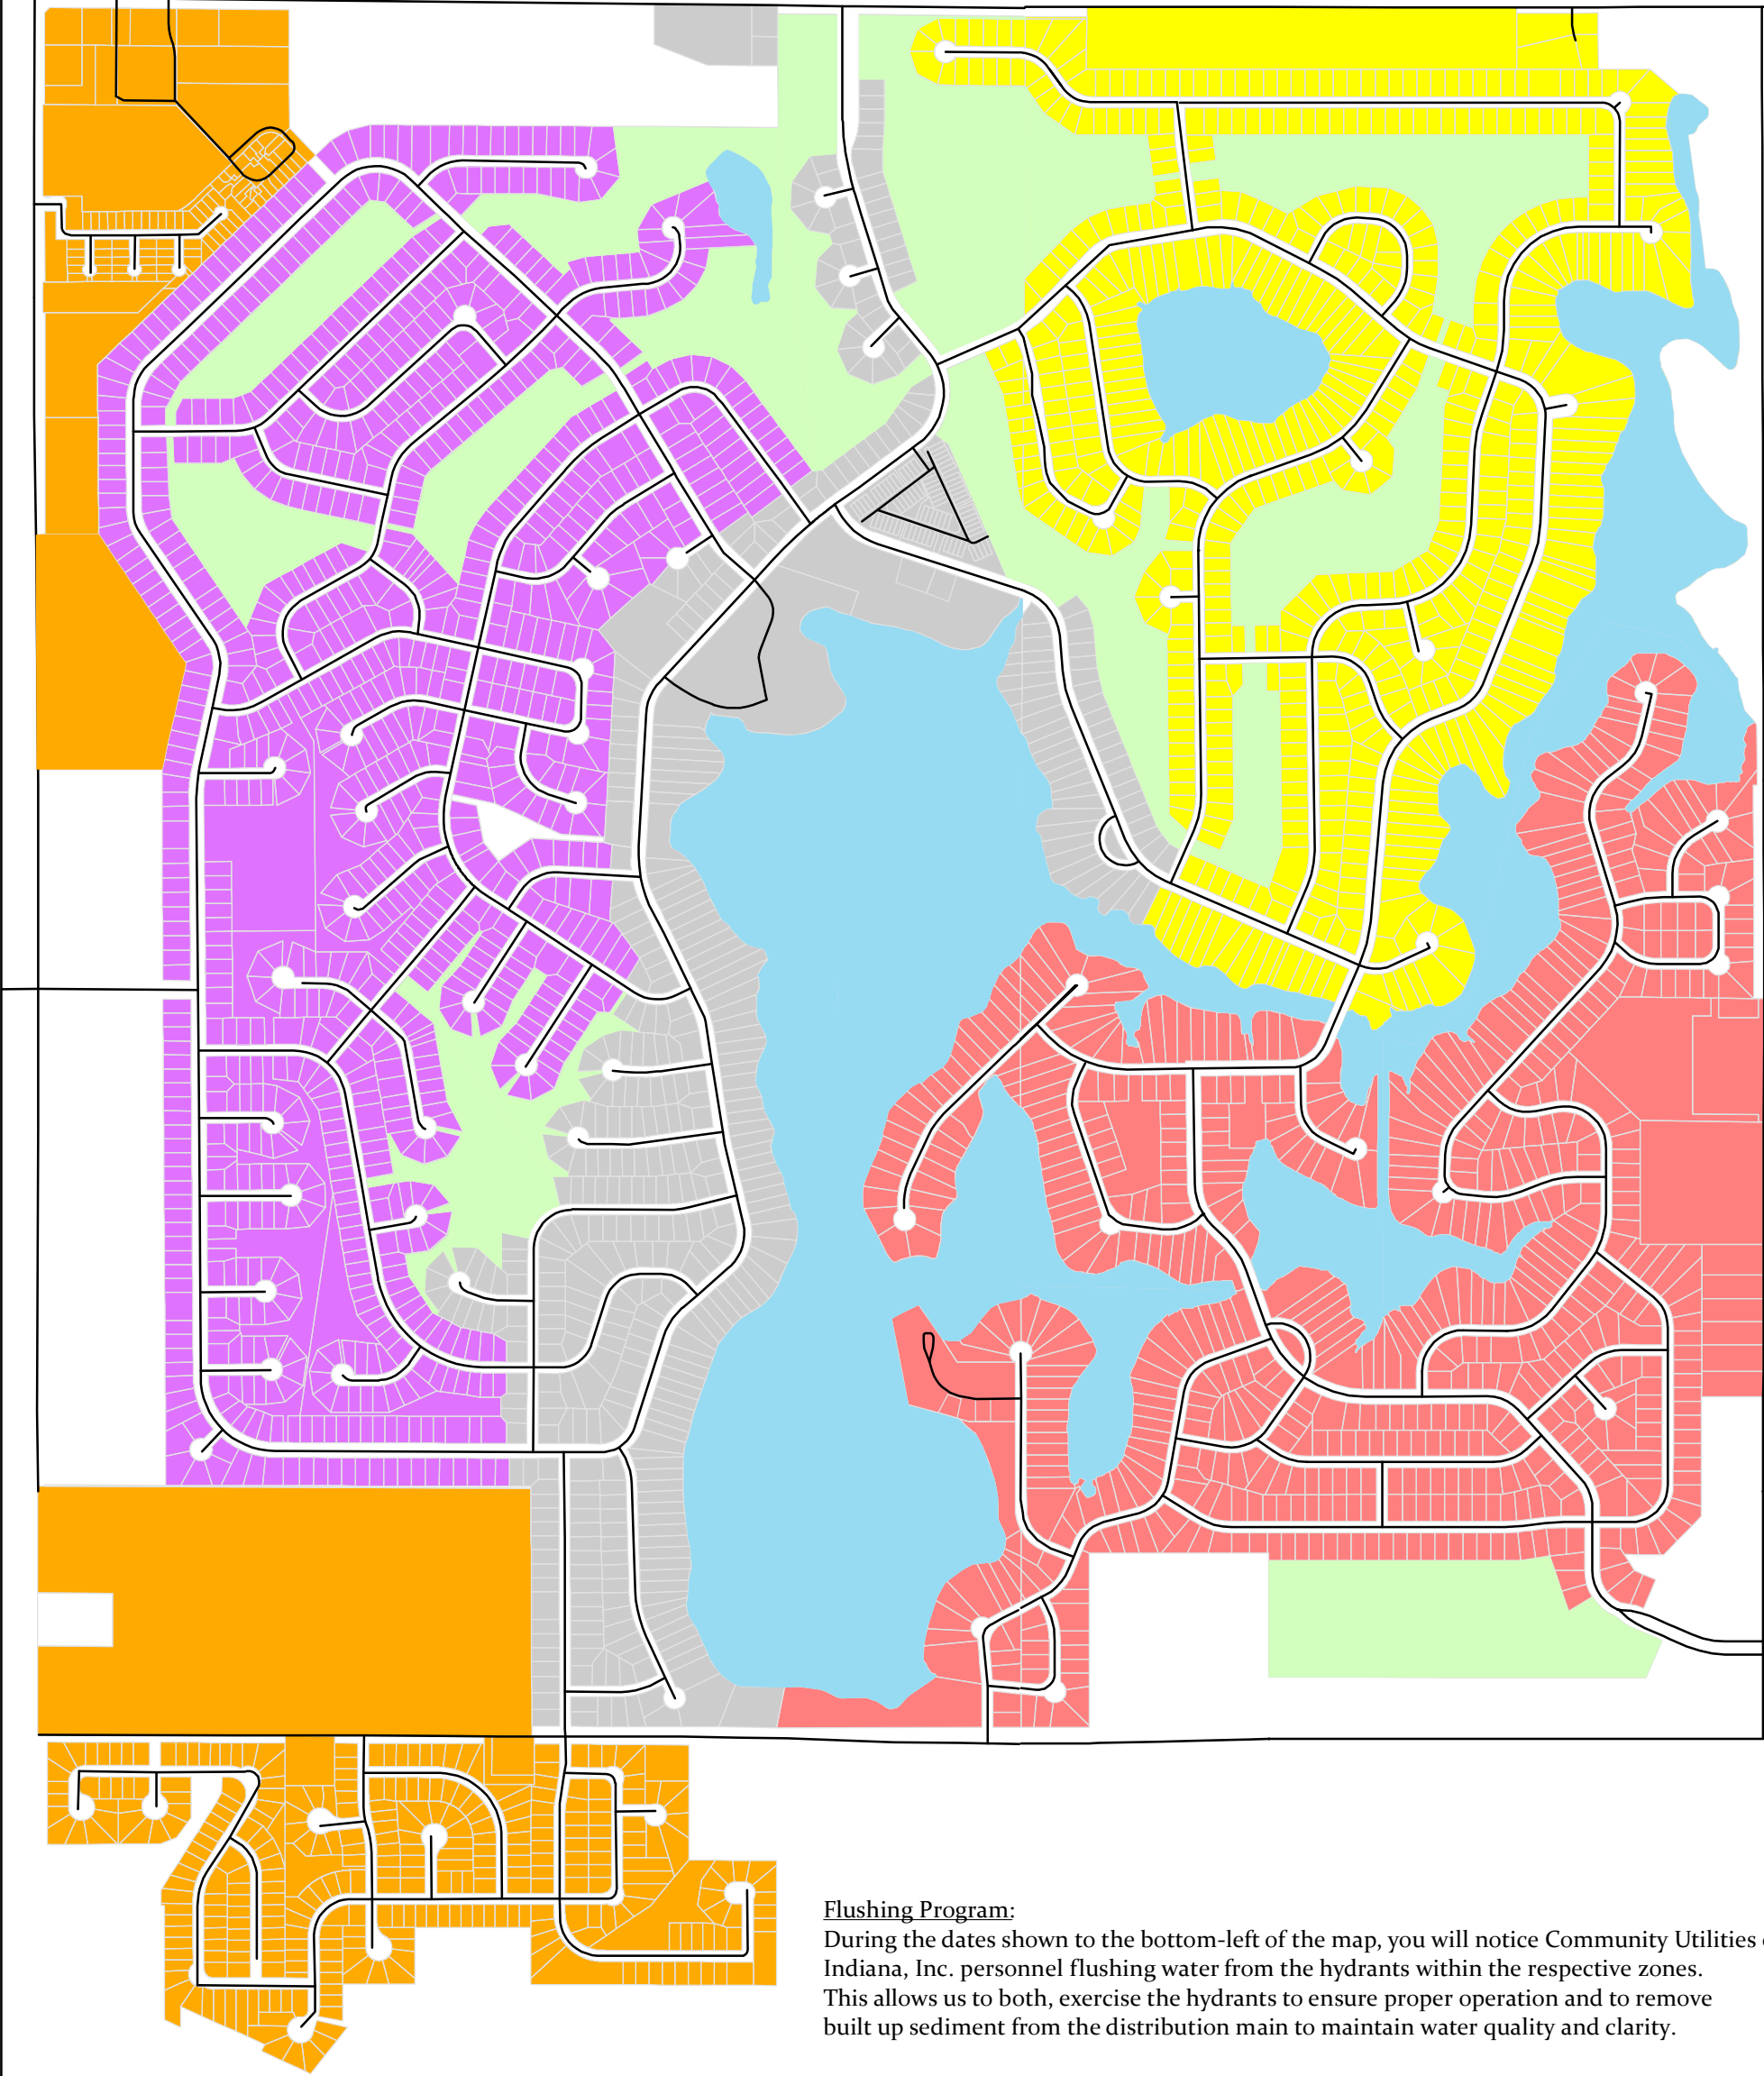 Flushing Program:
During the dates shown to the bottom-left of the map, you will notice Community Utilities
Indiana, Inc. personnel flushing water from the hydrants within the respective zones.
This allows us to both, exercise the hydrants to ensure proper operation and to remove
built up sediment from the distribution main to maintain water quality and clarity.